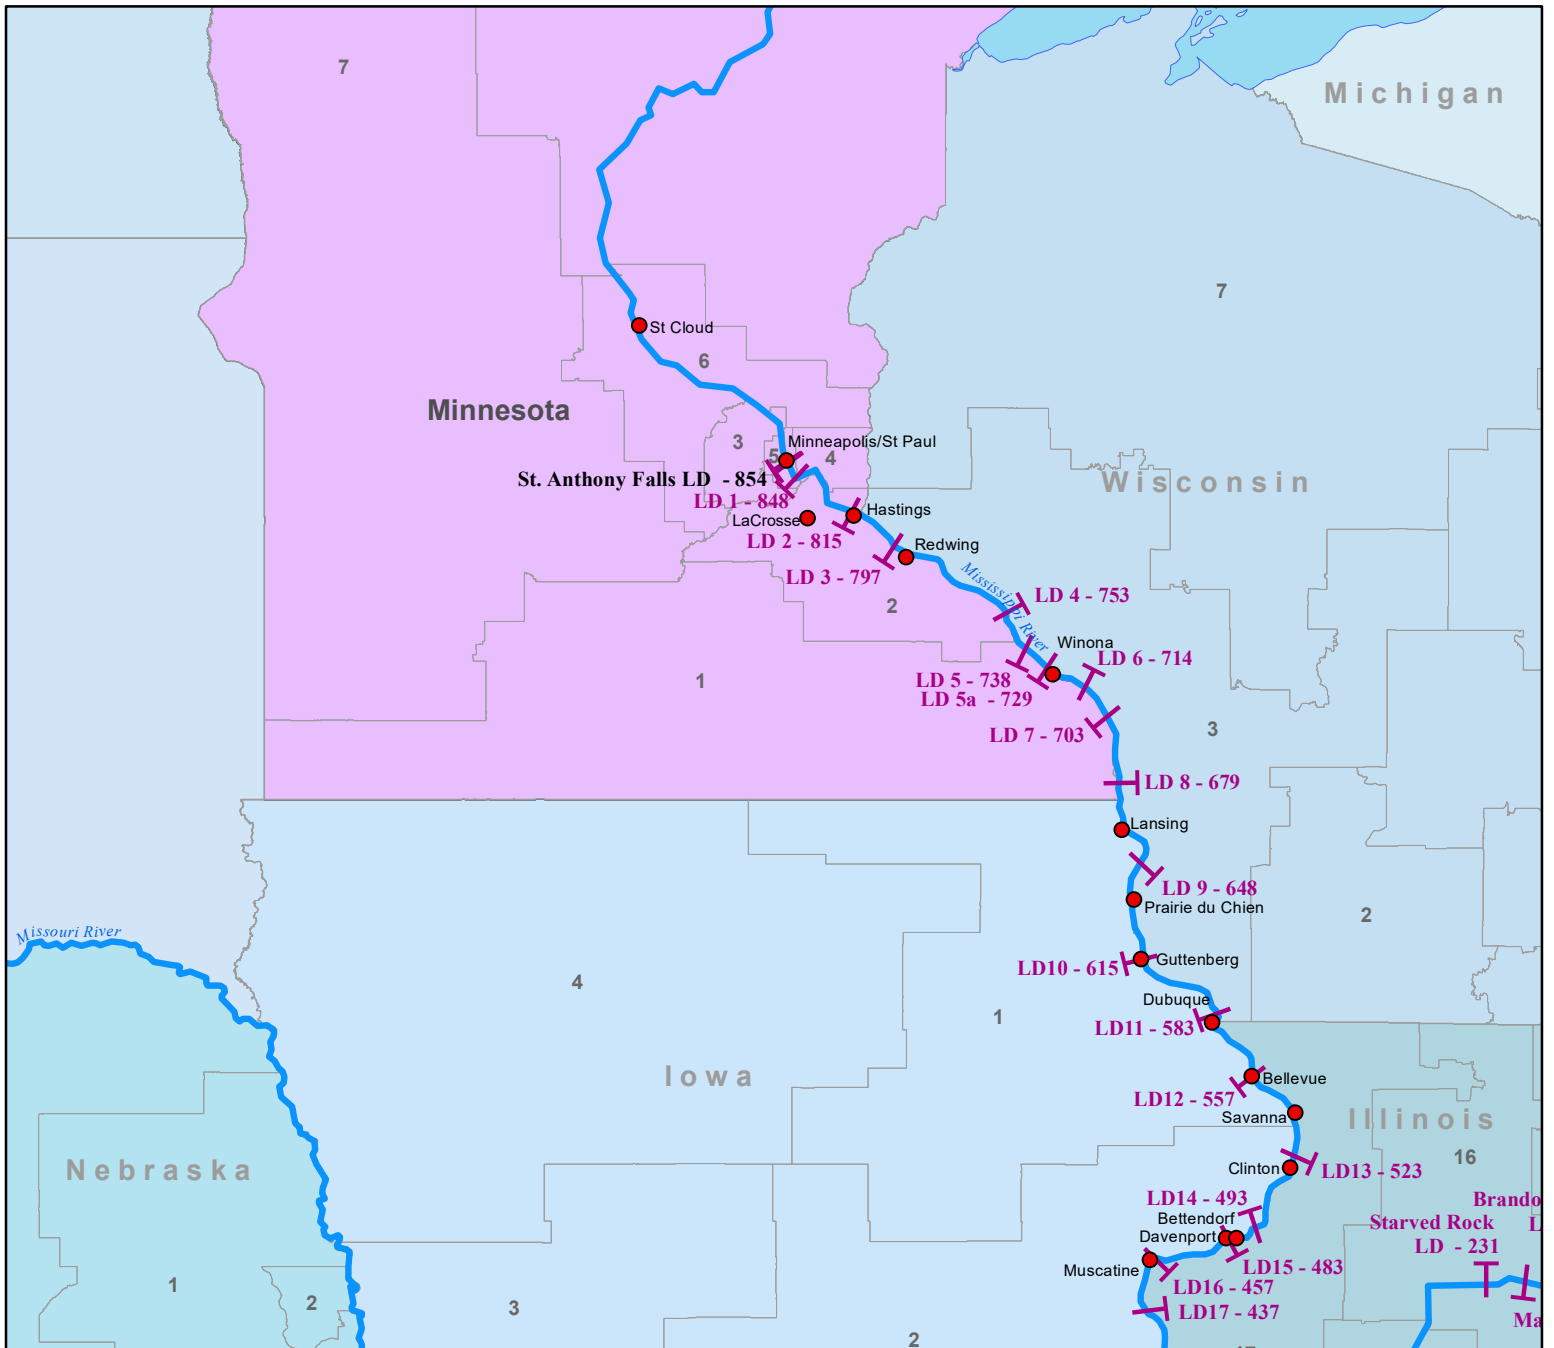 7
Michigan
7
St Cloud
6
Minnesota
3
Minneapolis/St Paul
5
4
St. Anthony Falls LD - 854
Wisconsin
LD 1 - 848
LaCrosse
Hastings
LD 2 - 815
Redwing
LD 3 - 797
Mississippi River
2
LD 4 - 753
Winona
LD 6 - 714
1
LD 5 - 738
LD 5a - 729
3
LD 7 - 703
LD 8 - 679
Lansing
LD 9 - 648
Prairie du Chien
2
Missouri River
Guttenberg
LD10 - 615
4
Dubuque
1
LD11 - 583
Iowa
Bellevue
LD12 - 557
Savanna
Illinois
16
Nebraska
Clinton
LD13 - 523
LD14 - 493
Brando
Bettendorf
Starved Rock
L
Davenport
LD - 231
Muscatine
LD15 - 483
1
LD16 - 457
2
3
LD17 - 437
Ma
2